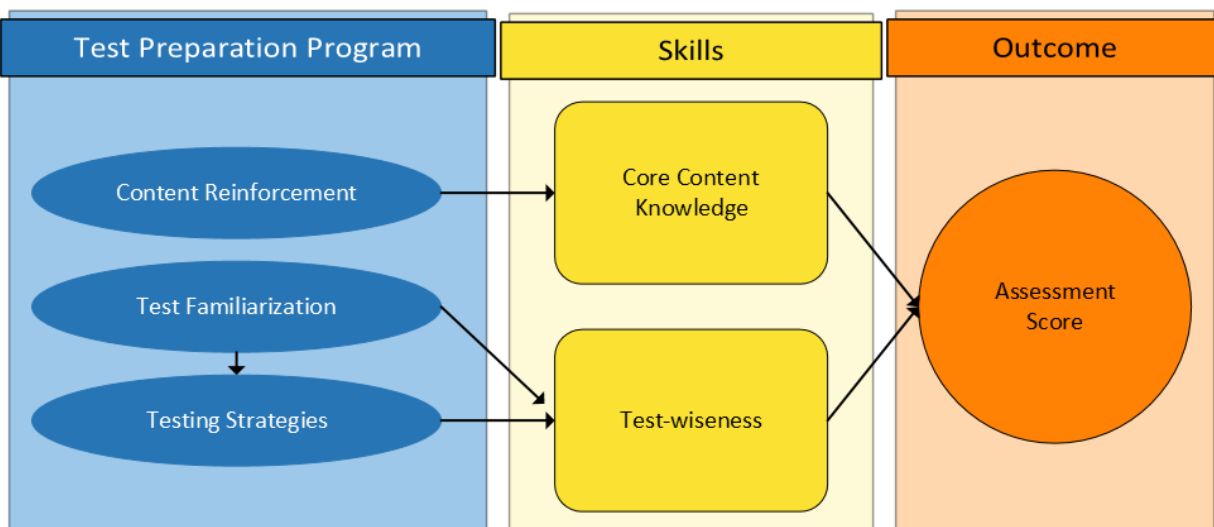 Test Preparation Program
Skills
Outcome
Content Reinforcement
Core Content
Knowledge
Test Familiarization
Assessment
Score
Testing Strategies
Test-wiseness